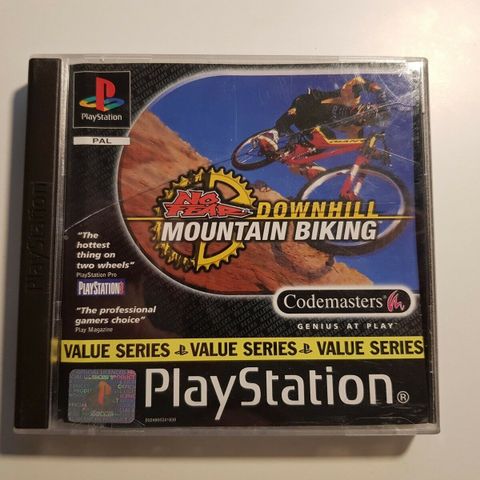 PlayStation
PAL
NO FEAR
DOWNHILL
MOUNTAIN BIKING
"The
hottest
thing on
two wheels"
PlayStation Pro
PLAYSTATION
"The professional
gamers choice"
Play Magazine
Codemasters
GENIUS AT PLAY
VALUE SERIES VALUE SERIES VALUE SERIES
PlayStation®
PlayStation